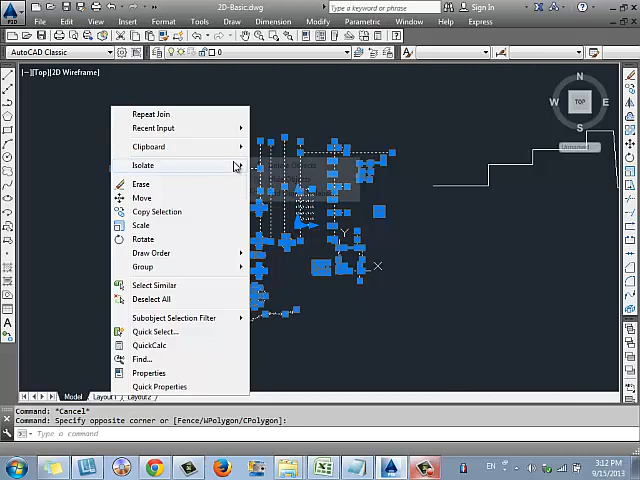 2D-Basic.dwg
Type a keyword or phrase
Sign In
P&ID
File Edit View Insert Format Tools Draw Dimension Modify Parametric Window Help Express
AutoCAD Classic
0
[−][Top][2D Wireframe]
N
W TOP E
S
Unnamed
Repeat Join
Recent Input
Clipboard
Isolate
Erase
Move
Copy Selection
Scale
Rotate
Draw Order
Group
Select Similar
Deselect All
Subobject Selection Filter
Quick Select...
QuickCalc
Find...
Properties
Quick Properties
Y
X
Model Layout1 Layout2
Command: *Cancel*
Command: Specify opposite corner or [Fence/WPolygon/CPolygon]:
Type a command
EN
3:12 PM
9/15/2013